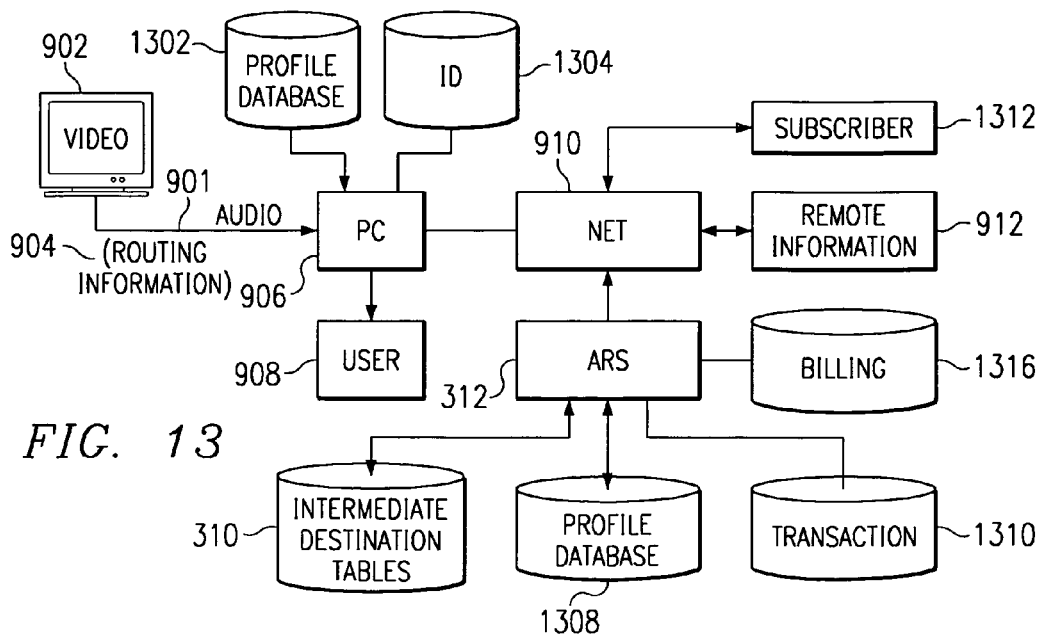 902
VIDEO
1302
PROFILE
DATABASE
ID
1304
910
SUBSCRIBER
1312
901
AUDIO
904
(ROUTING
INFORMATION)
PC
906
NET
REMOTE
INFORMATION
912
USER
908
ARS
312
BILLING
1316
FIG. 13
310
INTERMEDIATE
DESTINATION
TABLES
PROFILE
DATABASE
1308
TRANSACTION
1310